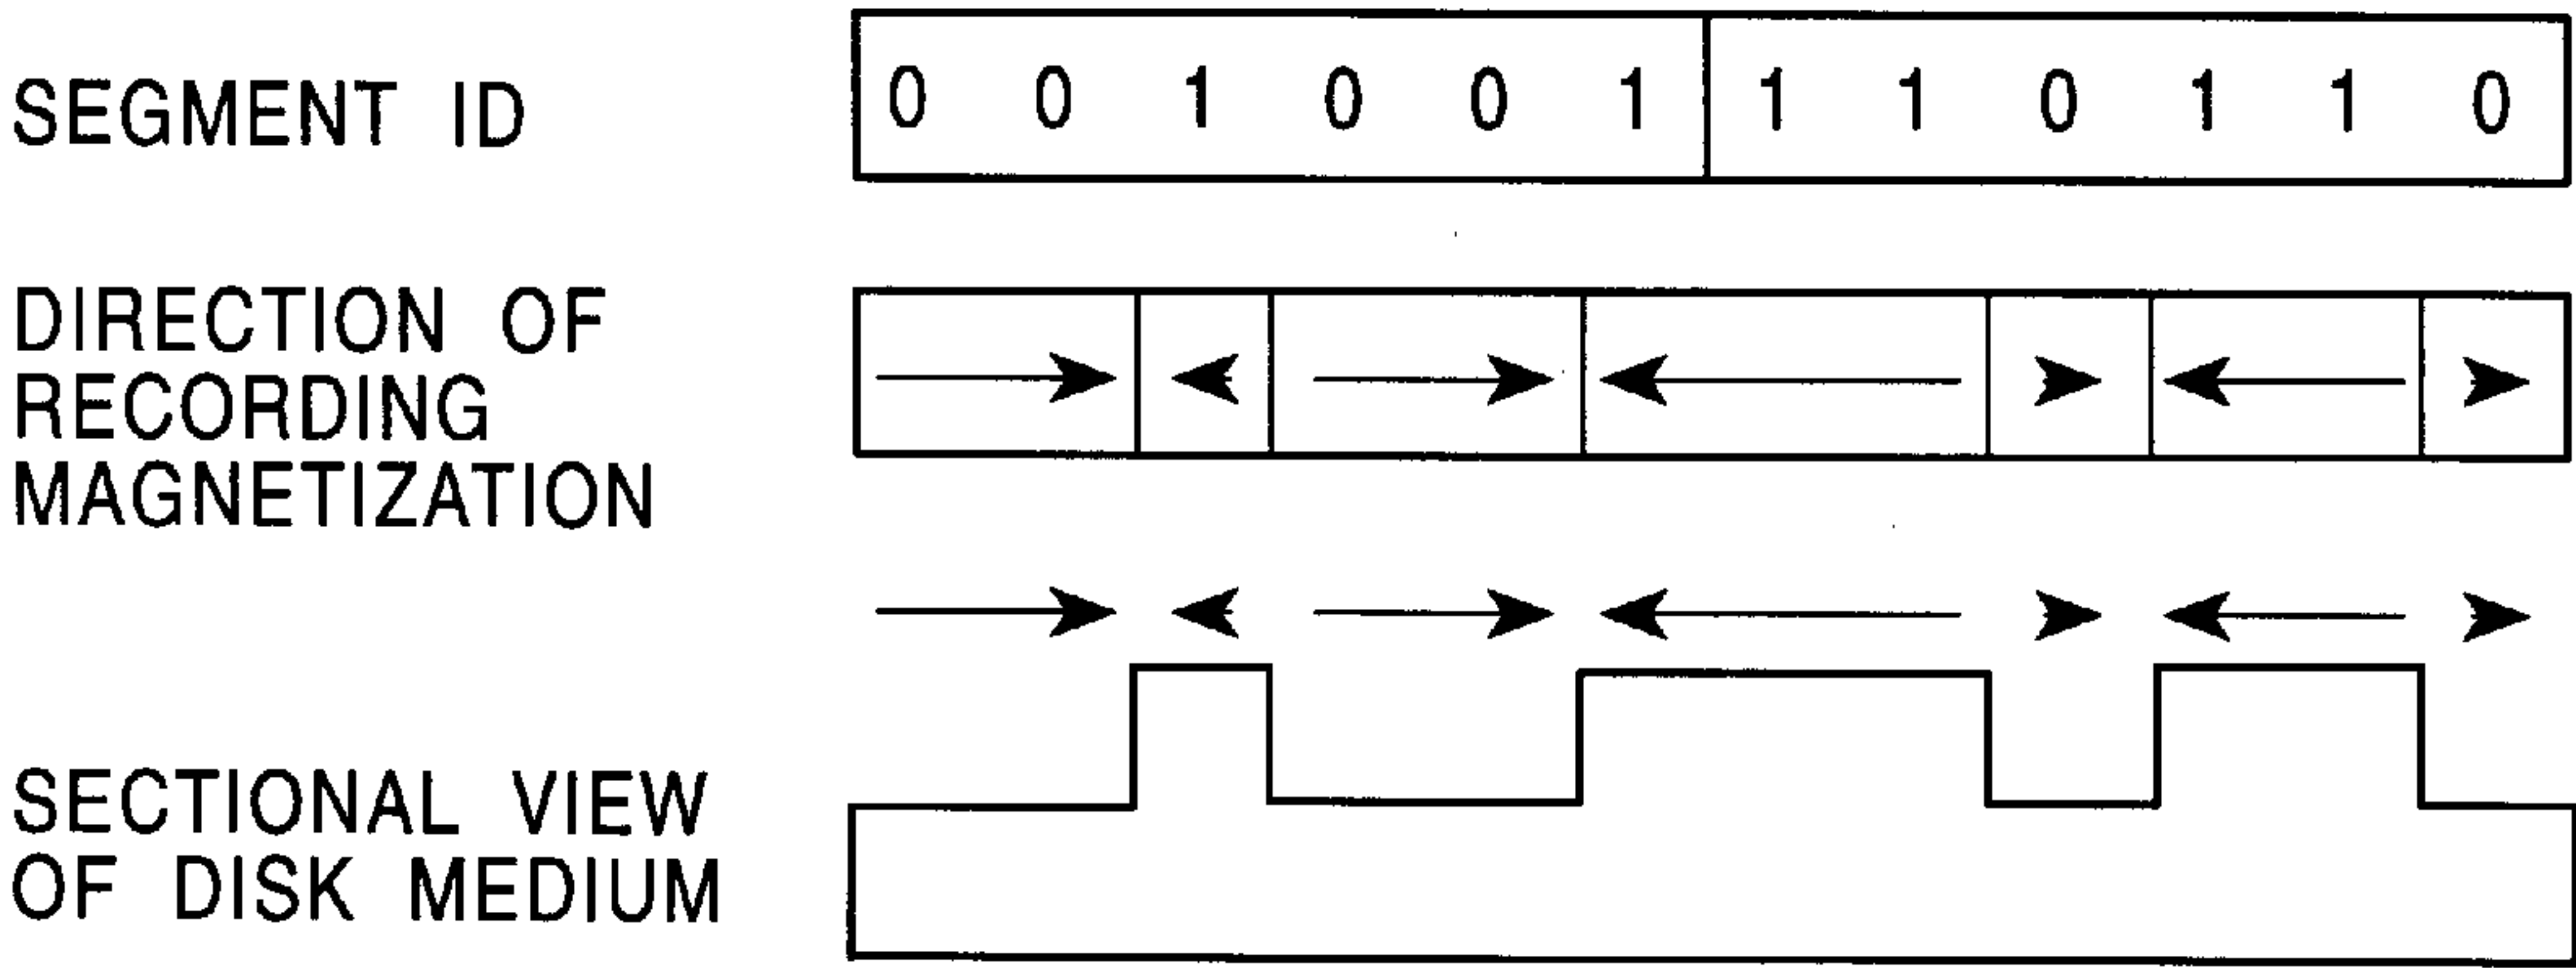 SEGMENT ID 0 0 1 0 0 1 1 1 0 1 1 0
DIRECTION OF
RECORDING
MAGNETIZATION
SECTIONAL VIEW
OF DISK MEDIUM